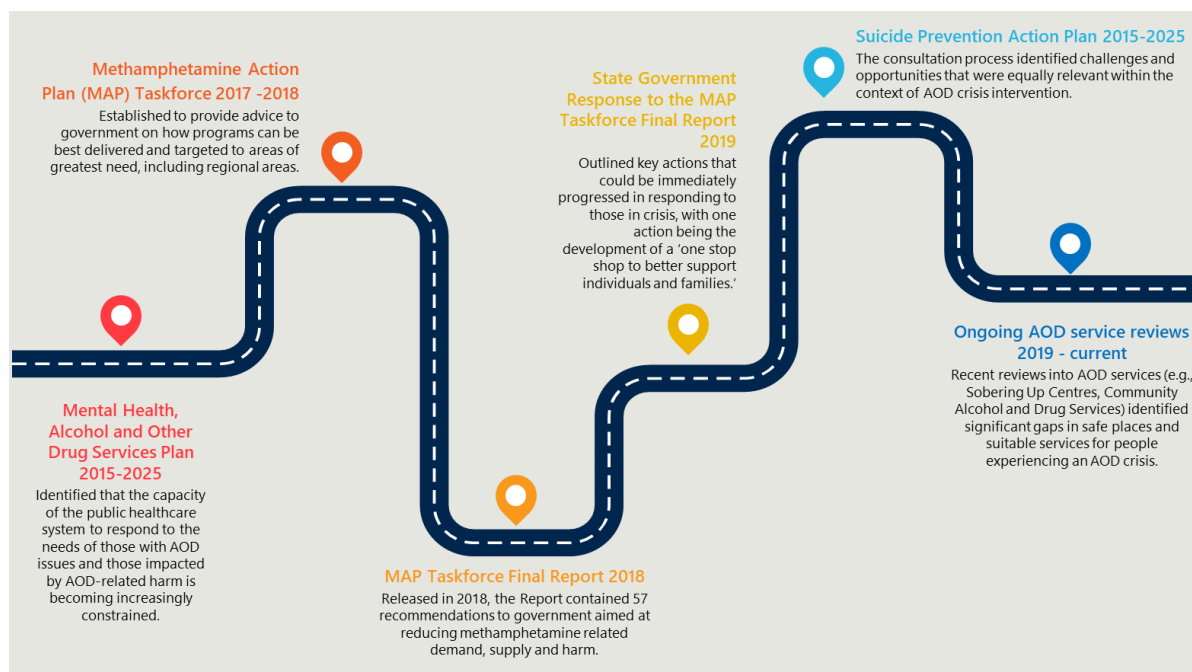 Mental Health,
Alcohol and Other
Drug Services Plan
2015-2025
Identified that the capacity
of the public healthcare
system to respond to the
needs of those with AOD
issues and those impacted
by AOD-related harm is
becoming increasingly
constrained.
Methamphetamine Action
Plan (MAP) Taskforce 2017 -2018
Established to provide advice to
government on how programs can be
best delivered and targeted to areas of
greatest need, including regional areas.
MAP Taskforce Final Report 2018
Released in 2018, the Report contained 57
recommendations to government aimed at
reducing methamphetamine related
demand, supply and harm.
State Government
Response to the MAP
Taskforce Final Report
2019
Outlined key actions that
could be immediately
progressed in responding to
those in crisis, with one
action being the
development of a ‘one stop
shop to better support
individuals and families.’
Suicide Prevention Action Plan 2015-2025
The consultation process identified challenges and
opportunities that were equally relevant within the
context of AOD crisis intervention.
Ongoing AOD service reviews
2019 - current
Recent reviews into AOD services (e.g.,
Sobering Up Centres, Community
Alcohol and Drug Services) identified
significant gaps in safe places and
suitable services for people
experiencing an AOD crisis.